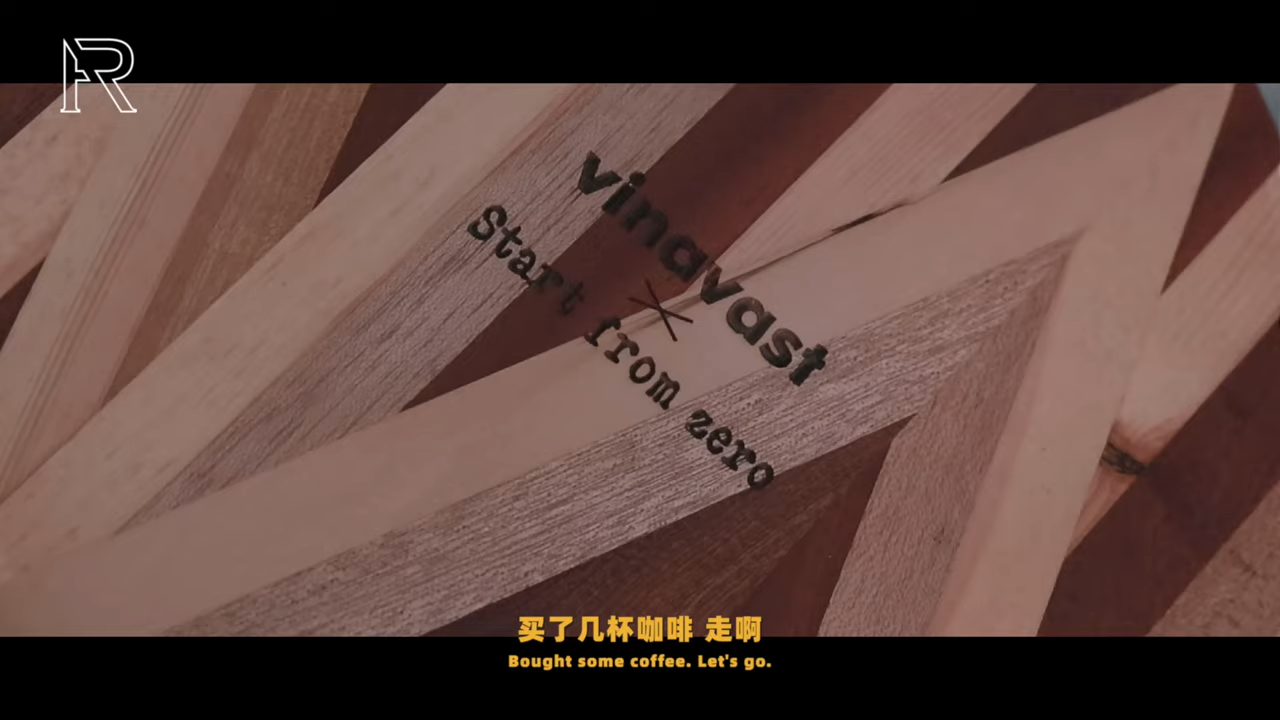 R
vinavast
×
Start from zero
买了几杯咖啡 走啊
Bought some coffee. Let's go.